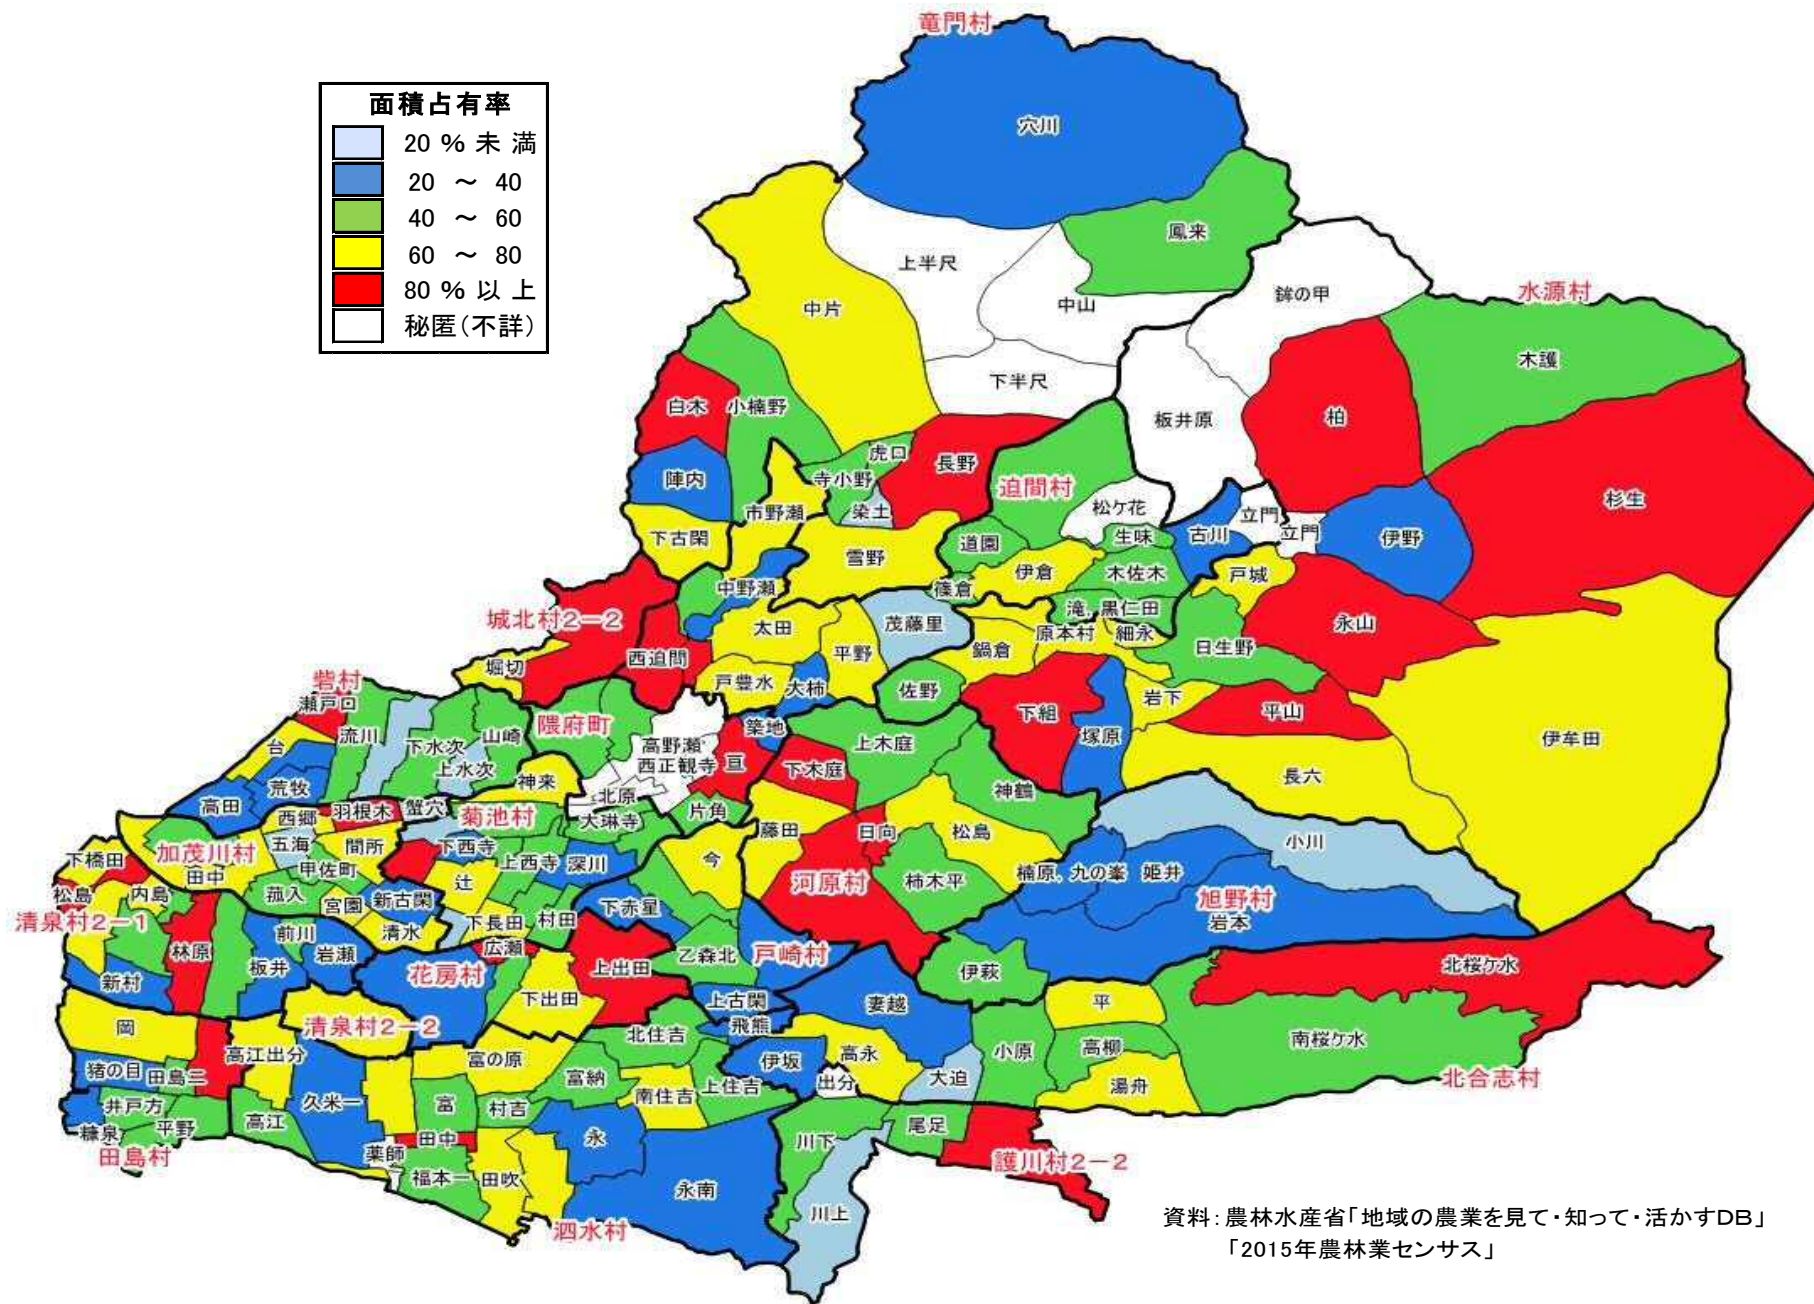 竜門村
面積占有率
20 % 未 満
20 ～ 40
40 ～ 60
60 ～ 80
80 % 以 上
秘匿(不詳)
穴川
鳳来
上半尺
中山
鉾の甲
水源村
中片
木護
下半尺
白木
小楠野
板井原
柏
虎口
長野
陣内
寺小野
迫間村
杉生
市野瀬
染土
松ケ花
立門
立門
下古閑
雪野
道園
生味
古川
伊野
中野瀬
篠倉
伊倉
木佐木
戸城
城北村2－2
太田
茂藤里
滝、黒仁田
原本村
細永
永山
堀切
西迫間
平野
鍋倉
日生野
砦村
瀬戸口
戸豊水
大柿
佐野
岩下
隈府町
築地
下組
平山
流川
下水次
山崎
高野瀬
上木庭
塚原
伊牟田
台
上水次
西正観寺
亘
下木庭
長六
荒牧
神来
北原
神鶴
高田
羽根木
蟹穴
菊池村
大琳寺
片角
西郷
藤田
日向
松島
小川
五海
間所
下西寺
加茂川村
下橋田
田中
甲佐町
上西寺
深川
今
楠原、九の峯
姫井
松島
内島
菰入
辻
河原村
柿木平
旭野村
宮園
新古閑
下赤星
岩本
清泉村2－1
前川
清水
下長田
村田
林原
岩瀬
広瀬
乙森北
戸崎村
板井
花房村
上出田
伊萩
北桜ケ水
新村
下出田
上古閑
妻越
平
岡
清泉村2－2
北住吉
飛熊
高江出分
富の原
伊坂
高永
小原
高柳
南桜ケ水
猪の目
田島三
富納
上住吉
出分
大迫
湯舟
北合志村
井戸方
久米一
富
村吉
南住吉
糠泉
平野
高江
田中
永
川下
尾足
田島村
薬師
福本一
田吹
永南
護川村2－2
泗水村
川上
資料：農林水産省「地域の農業を見て・知って・活かすDB」
「2015年農林業センサス」